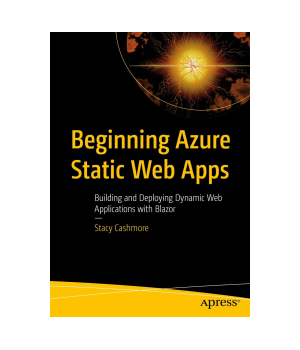 Beginning Azure
Static Web Apps
Building and Deploying Dynamic Web
Applications with Blazor
—
Stacy Cashmore
Apress®